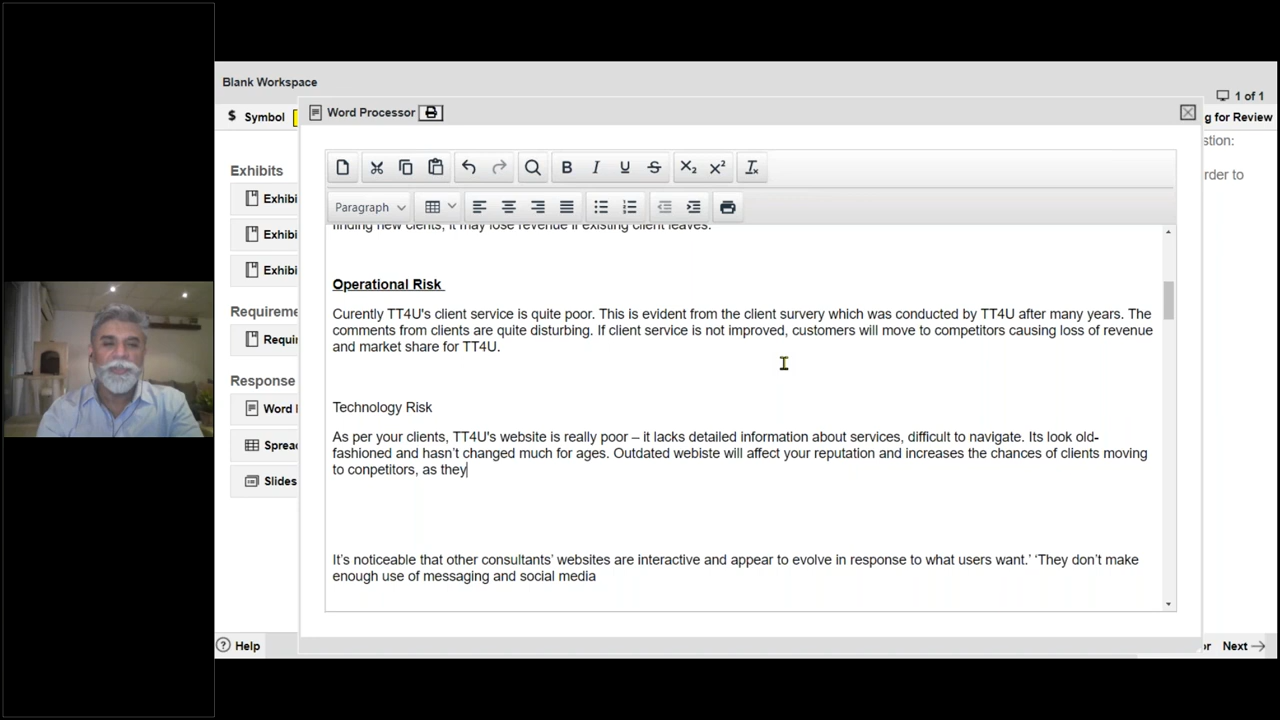 Blank Workspace
1 of 1
$ Symbol
g for Review
Word Processor
stion:
rder to
Exhibits
Exhibi
Exhibi
Exhibi
Requireme
Requir
Response
Word
Spread
Slides
Paragraph
finding new clents, it may lose revenue if existing client leaves.
Operational Risk
Curently TT4U's client service is quite poor. This is evident from the client survery which was conducted by TT4U after many years. The
comments from clients are quite disturbing. If client service is not improved, customers will move to competitors causing loss of revenue
and market share for TT4U.
Technology Risk
As per your clients, TT4U's website is really poor – it lacks detailed information about services, difficult to navigate. Its look old-
fashioned and hasn't changed much for ages. Outdated webiste will affect your reputation and increases the chances of clients moving
to competitors, as they
It's noticeable that other consultants' websites are interactive and appear to evolve in response to what users want.' 'They don't make
enough use of messaging and social media
Help
or Next